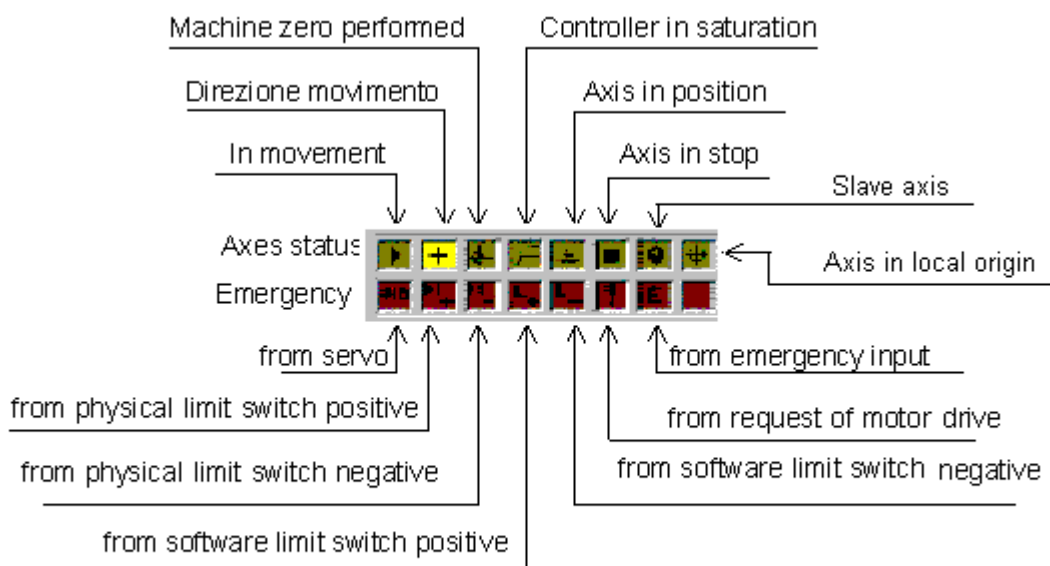 Machine zero performed
Controller in saturation
Direzione movimento
Axis in position
In movement
Axis in stop
Slave axis
Axes status
Axis in local origin
Emergency
from servo
from emergency input
from physical limit switch positive
from request of motor drive
from physical limit switch negative
from software limit switch negative
from software limit switch positive